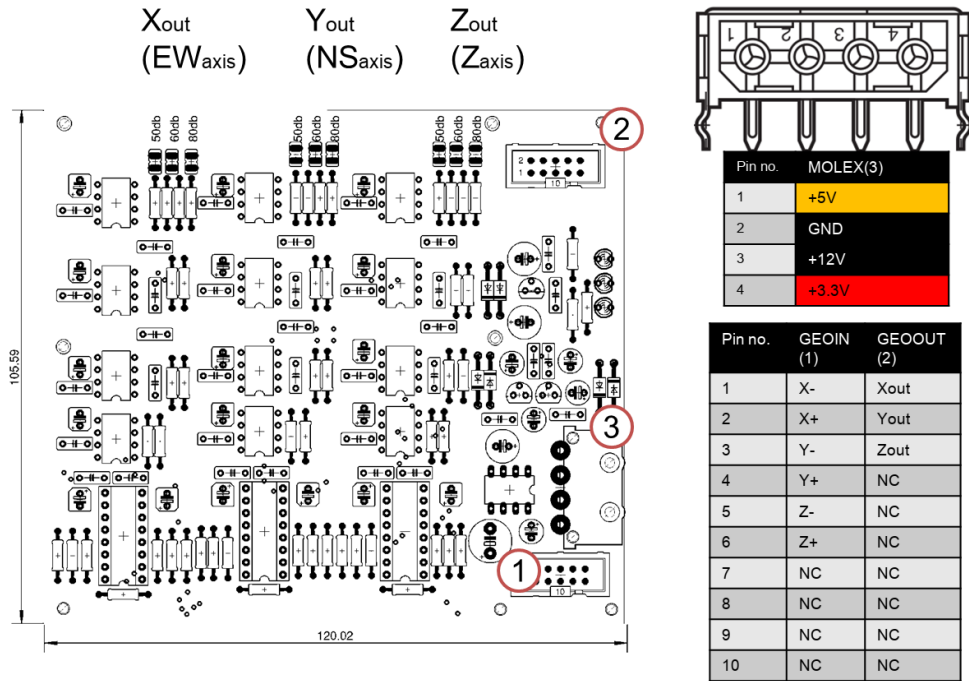 Xout Yout Zout
(EWaxis) (NSaxis) (Zaxis)
1 2 3 4
50db 60db 80db 50db 60db 80db 50db 60db 80db
2
2
1
10
105.59
3
1
10
120.02
Pin no. MOLEX(3)
1 +5V
2 GND
3 +12V
4 +3.3V
Pin no. GEOIN (1) GEOOUT (2)
1 X- Xout
2 X+ Yout
3 Y- Zout
4 Y+ NC
5 Z- NC
6 Z+ NC
7 NC NC
8 NC NC
9 NC NC
10 NC NC